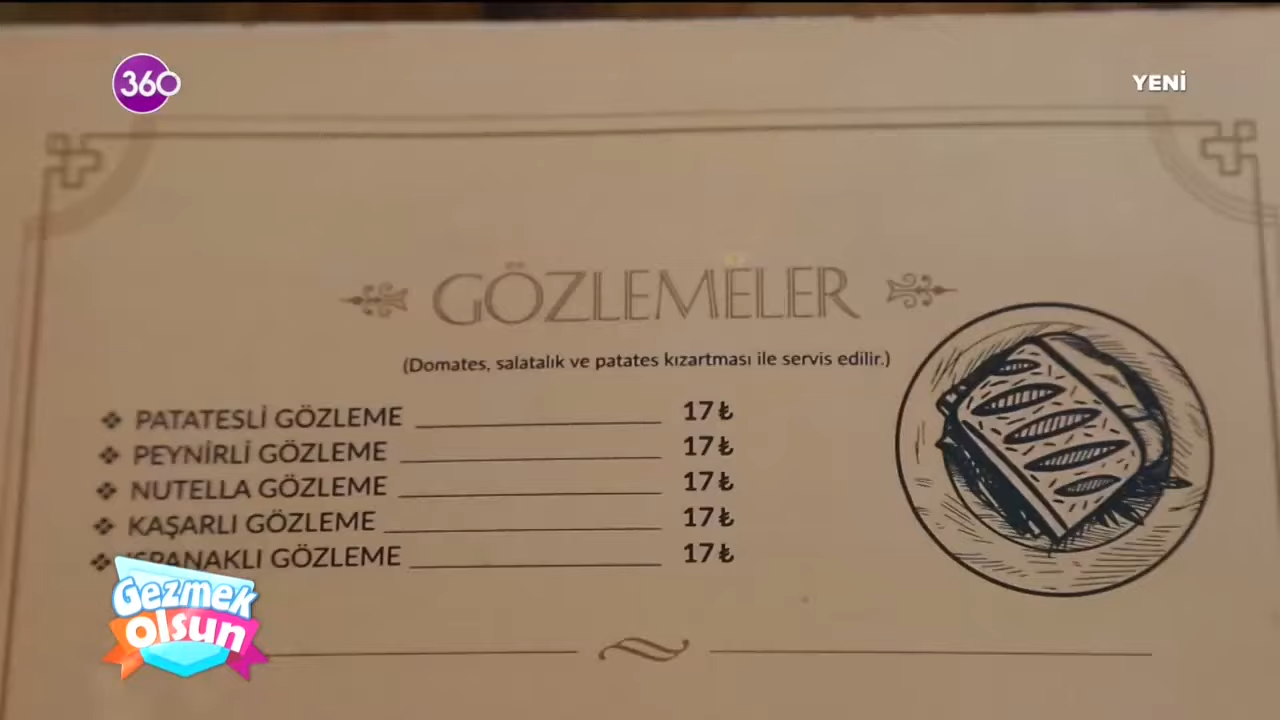 360
YENİ
GÖZLEMELER
(Domates, salatalık ve patates kızartması ile servis edilir.)
❖ PATATESLİ GÖZLEME 17 ₺
❖ PEYNİRLİ GÖZLEME 17 ₺
❖ NUTELLA GÖZLEME 17 ₺
❖ KAŞARLI GÖZLEME 17 ₺
❖ ISPANAKLI GÖZLEME 17 ₺
Gezmek
olsun